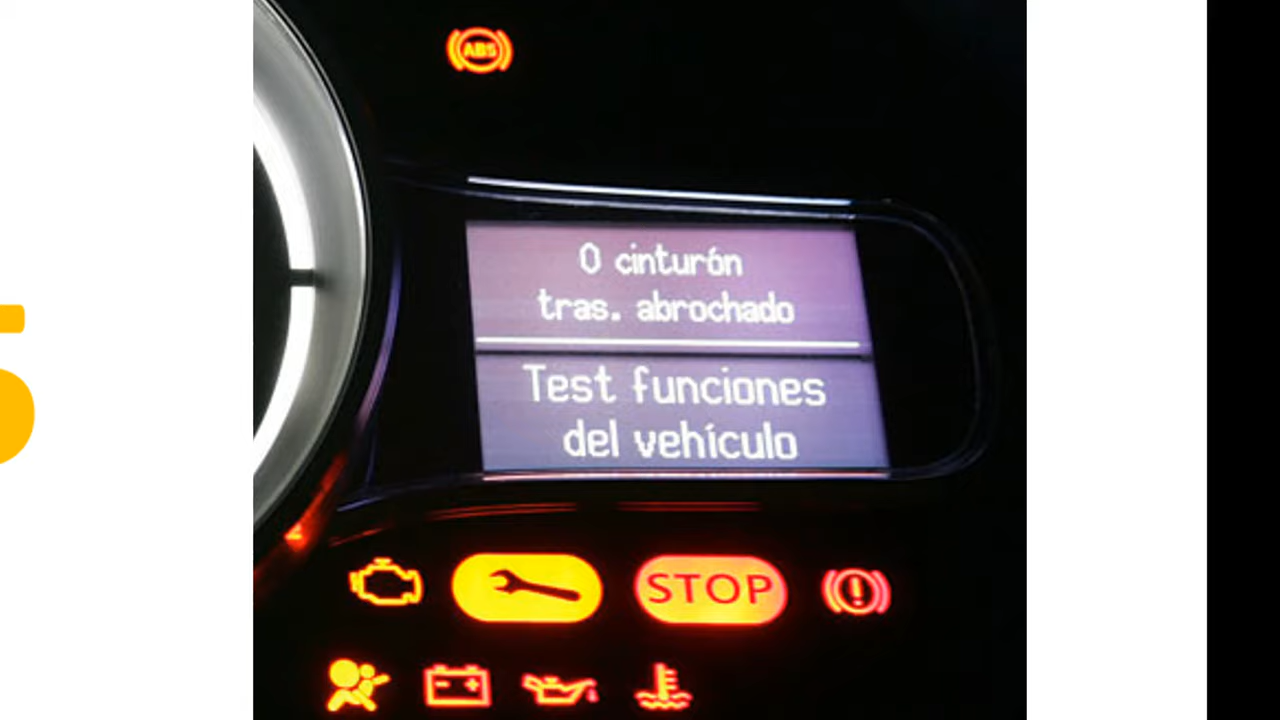 ABS
0 cinturón
tras. abrochado
Test funciones
del vehículo
STOP